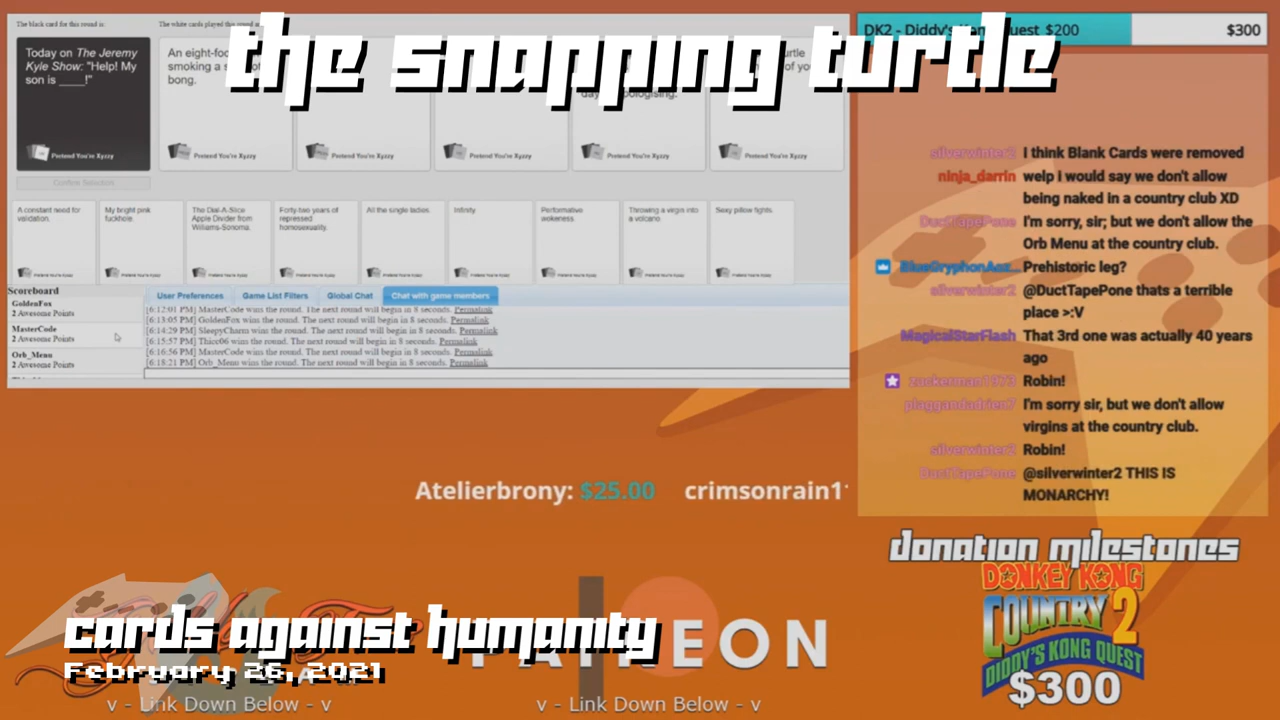 the snapping turtle
The black card for this round is:
The white cards played this round are:
Today on The Jeremy
Kyle Show: "Help! My
son is ____!"
Pretend You're Xyzzy
An eight-foo
smoking a
bong.
Pretend You're Xyzzy
Pretend You're Xyzzy
Pretend You're Xyzzy
apologising.
Pretend You're Xyzzy
Pretend You're Xyzzy
Confirm Selection
A constant need for
validation.
My bright pink
fuckhole.
The Dial-A-Slice
Apple Divider from
Williams-Sonoma.
Forty-two years of
repressed
homosexuality.
All the single ladies.
Infinity.
Performative
wokeness.
Throwing a virgin into
a volcano
Sexy pillow fights.
Scoreboard
GoldenFox
2 Awesome Points
MasterCode
2 Awesome Points
Orb_Menu
2 Awesome Points
User Preferences
Game List Filters
Global Chat
Chat with game members
[6:12:01 PM] MasterCode wins the round. The next round will begin in 8 seconds. Permalink
[6:13:05 PM] GoldenFox wins the round. The next round will begin in 8 seconds. Permalink
[6:14:29 PM] SleepyCharm wins the round. The next round will begin in 8 seconds. Permalink
[6:15:57 PM] Thicc06 wins the round. The next round will begin in 8 seconds. Permalink
[6:16:56 PM] MasterCode wins the round. The next round will begin in 8 seconds. Permalink
[6:18:21 PM] Orb_Menu wins the round. The next round will begin in 8 seconds. Permalink
DK2 - Diddy's Kong Quest $200
$300
silverwinter2 I think Blank Cards were removed
ninja_darrin welp i would say we don't allow
being naked in a country club XD
DuctTapePone I'm sorry, sir; but we don't allow the
Orb Menu at the country club.
BlueGryphonAoz... Prehistoric leg?
silverwinter2 @DuctTapePone thats a terrible
place >:V
MagicalStarFlash That 3rd one was actually 40 years
ago
zuckerman1973 Robin!
plaggandadrien7 I'm sorry sir, but we don't allow
virgins at the country club.
silverwinter2 Robin!
DuctTapePone @silverwinter2 THIS IS
MONARCHY!
Atelierbrony: $25.00 crimsonrain1
donation milestones
DONKEY KONG
COUNTRY 2
DIDDY'S KONG QUEST
$300
cards against humanity
February 26, 2021
PATREON
v - Link Down Below - v
v - Link Down Below - v